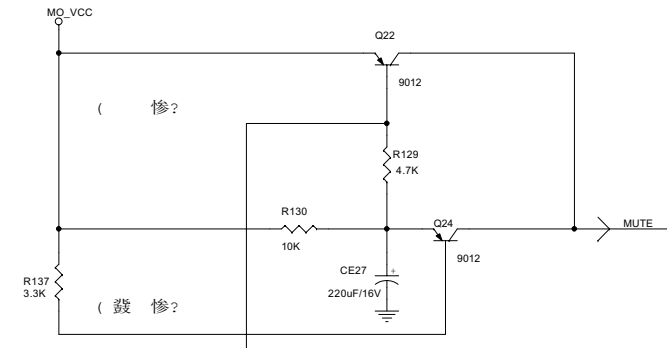 MO_VCC
Q22
9012
( 惨?
R129
4.7K
R130
10K
Q24
9012
MUTE
CE27
+
220uF/16V
R137
3.3K
( 惨?